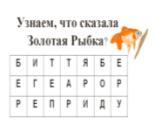 Узнаем, что сказала
Золотая Рыбка?
Б И Т Т Я Б Е
Е Г Е А Р О Р
Р Е П Р И Д У